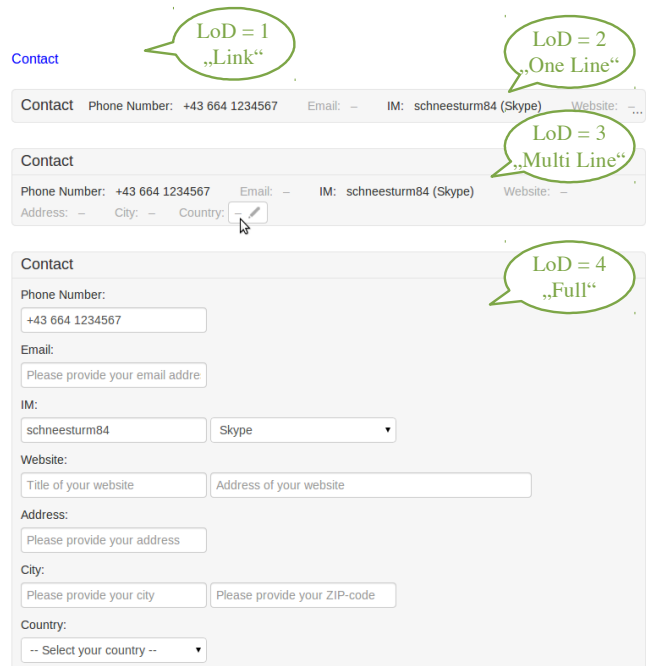 LoD = 1
„Link“
Contact
LoD = 2
„One Line“
Contact Phone Number: +43 664 1234567 Email: – IM: schneesturm84 (Skype) Website: – ...
LoD = 3
„Multi Line“
Contact
Phone Number: +43 664 1234567 Email: – IM: schneesturm84 (Skype) Website: –
Address: – City: – Country: –
LoD = 4
„Full“
Contact
Phone Number:
+43 664 1234567
Email:
Please provide your email addre
IM:
schneesturm84 Skype
Website:
Title of your website Address of your website
Address:
Please provide your address
City:
Please provide your city Please provide your ZIP-code
Country:
-- Select your country --